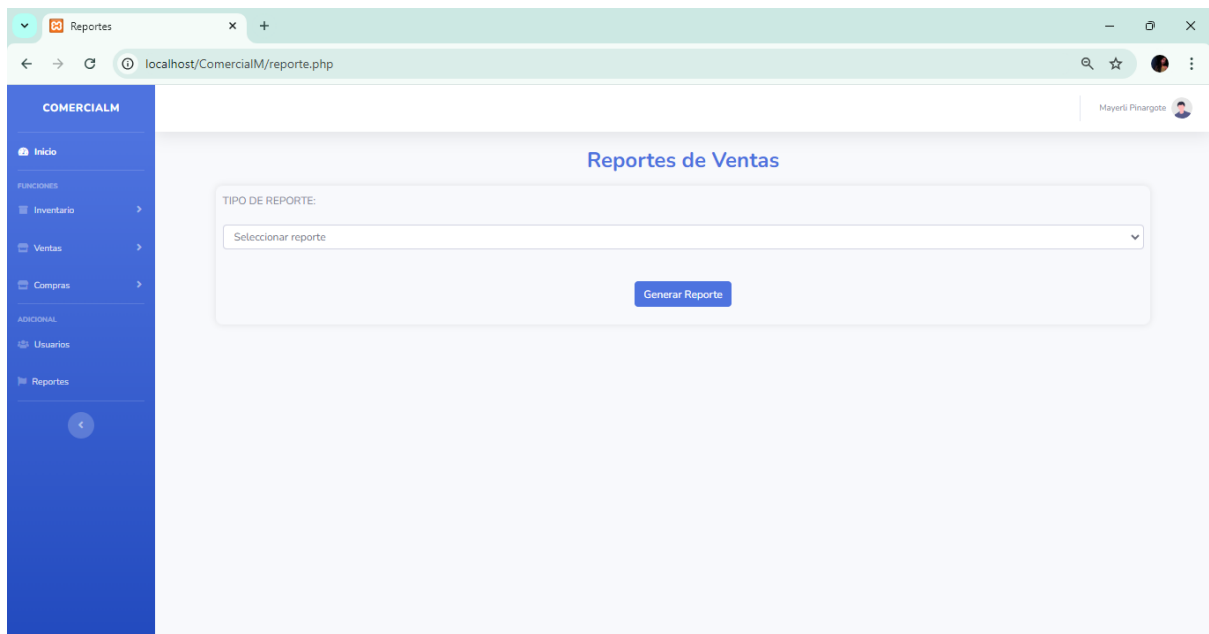 Reportes
localhost/ComercialM/reporte.php
COMERCIALM
Mayerli Pinargote
Inicio
FUNCIONES
Inventario
Ventas
Compras
ADICIONAL
Usuarios
Reportes
Reportes de Ventas
TIPO DE REPORTE:
Seleccionar reporte
Generar Reporte